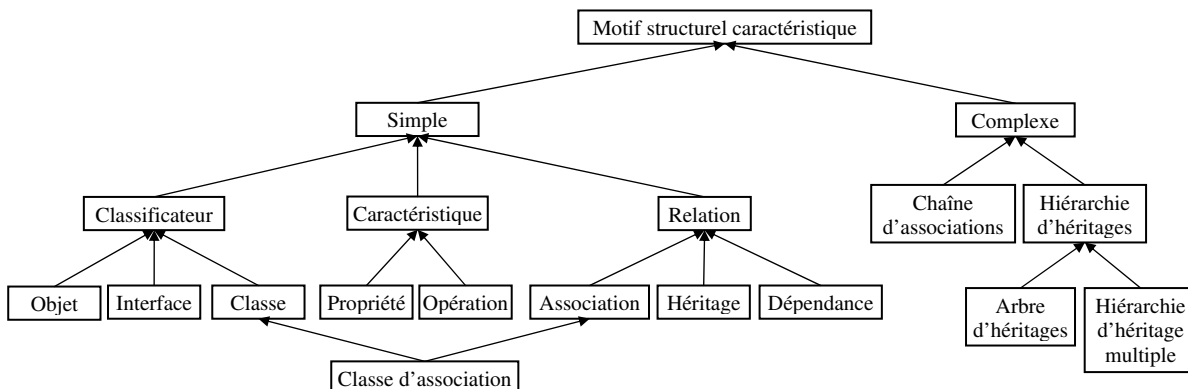 Motif structurel caractéristique
Simple
Complexe
Classificateur
Caractéristique
Relation
Chaîne
d'associations
Hiérarchie
d'héritages
Objet
Interface
Classe
Propriété
Opération
Association
Héritage
Dépendance
Arbre
d'héritages
Hiérarchie
d'héritage
multiple
Classe d'association